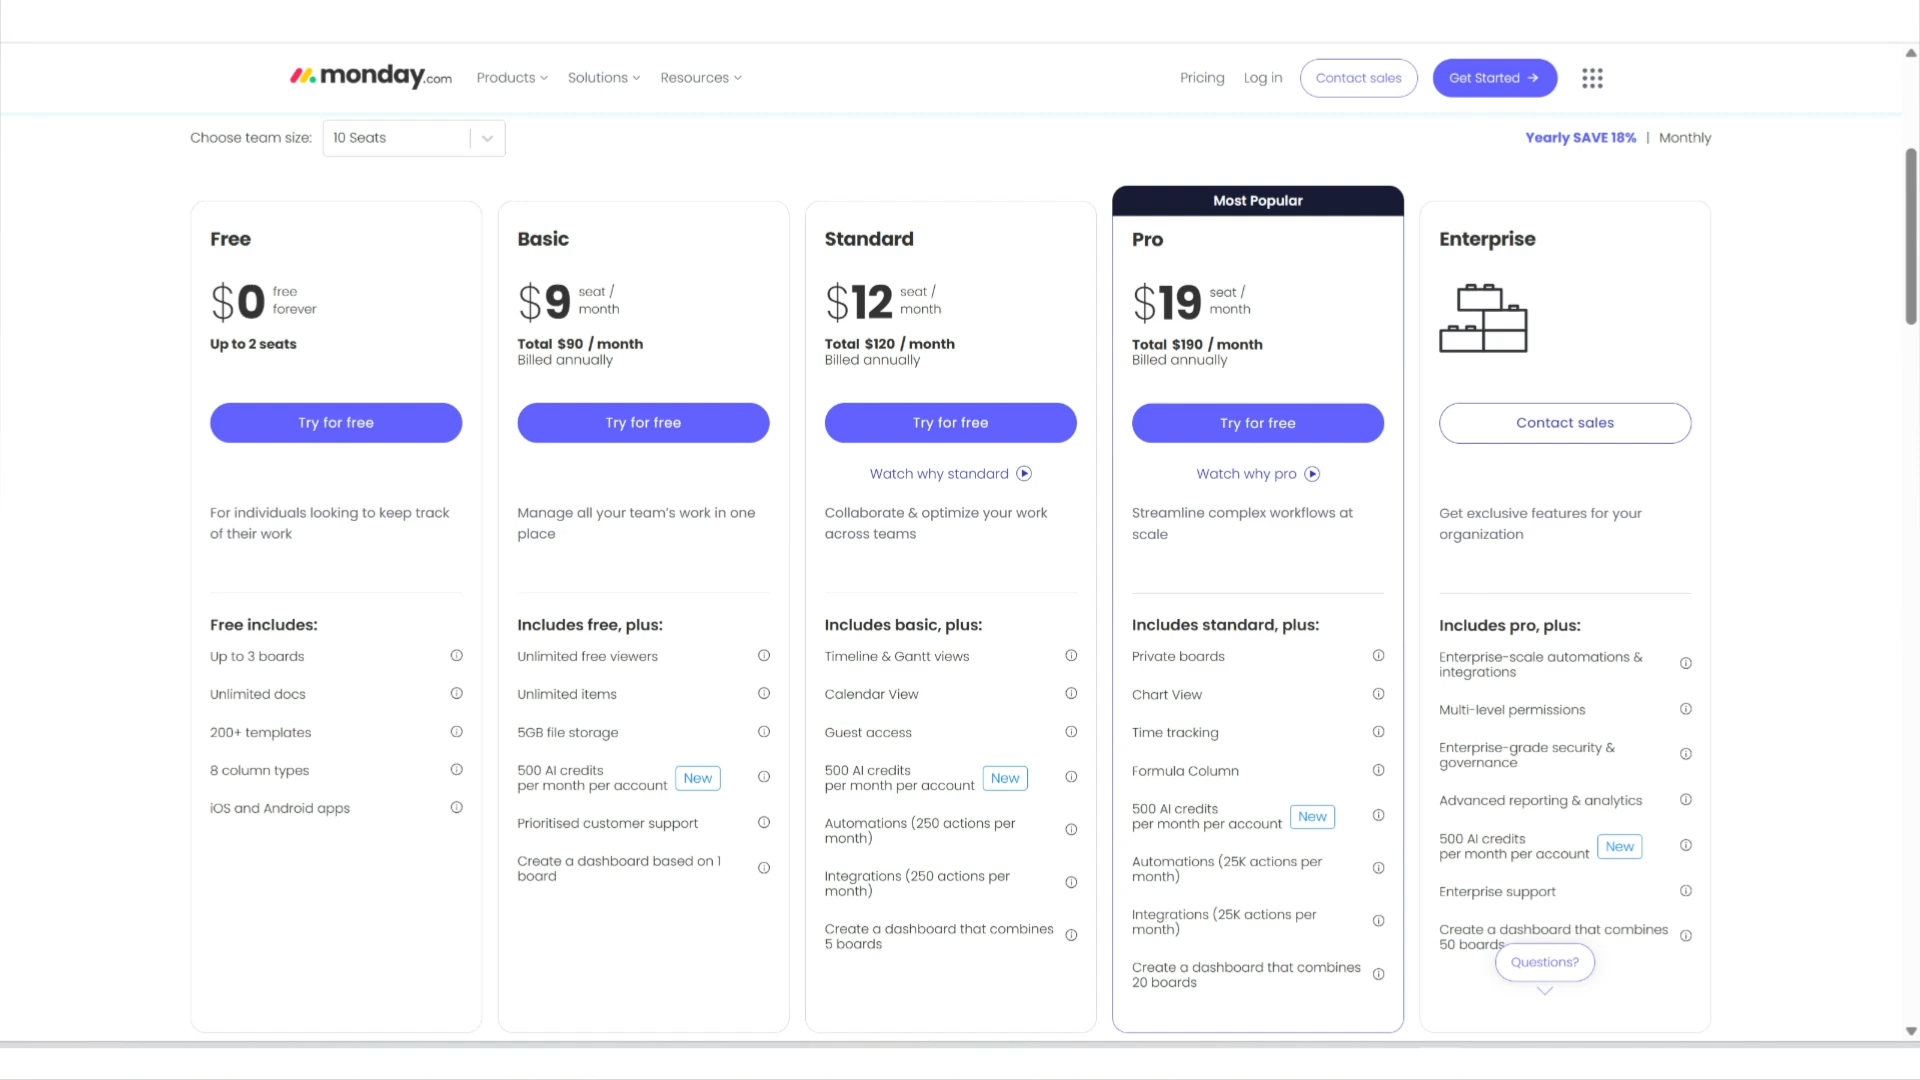 monday.com
Products
Solutions
Resources
Pricing
Log in
Contact sales
Get Started →
Choose team size:
10 Seats
Yearly SAVE 18% | Monthly
Free
$0 free
forever
Up to 2 seats
Try for free
For individuals looking to keep track
of their work
Free includes:
Up to 3 boards
Unlimited docs
200+ templates
8 column types
iOS and Android apps
Basic
$9 seat /
month
Total $90 / month
Billed annually
Try for free
Manage all your team's work in one
place
Includes free, plus:
Unlimited free viewers
Unlimited items
5GB file storage
500 AI credits
per month per account New
Prioritised customer support
Create a dashboard based on 1
board
Standard
$12 seat /
month
Total $120 / month
Billed annually
Try for free
Watch why standard
Collaborate & optimize your work
across teams
Includes basic, plus:
Timeline & Gantt views
Calendar View
Guest access
500 AI credits
per month per account New
Automations (250 actions per
month)
Integrations (250 actions per
month)
Create a dashboard that combines
5 boards
Most Popular
Pro
$19 seat /
month
Total $190 / month
Billed annually
Try for free
Watch why pro
Streamline complex workflows at
scale
Includes standard, plus:
Private boards
Chart View
Time tracking
Formula Column
500 AI credits
per month per account New
Automations (25K actions per
month)
Integrations (25K actions per
month)
Create a dashboard that combines
20 boards
Enterprise
Contact sales
Get exclusive features for your
organization
Includes pro, plus:
Enterprise-scale automations &
integrations
Multi-level permissions
Enterprise-grade security &
governance
Advanced reporting & analytics
500 AI credits
per month per account New
Enterprise support
Create a dashboard that combines
50 boards
Questions?